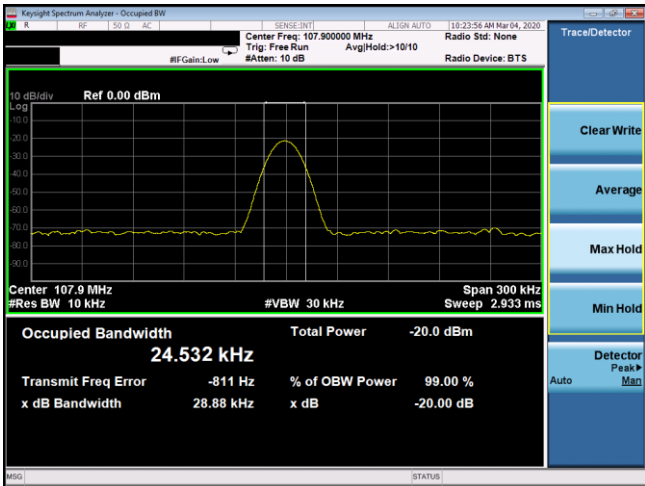 Keysight Spectrum Analyzer - Occupied BW
R RF 50 Ω AC SENSE:INT ALIGN AUTO 10:23:56 AM Mar 04, 2020
Center Freq: 107.900000 MHz Radio Std: None
Trig: Free Run Avg|Hold:>10/10
#IFGain:Low #Atten: 10 dB Radio Device: BTS
Trace/Detector
10 dB/div Ref 0.00 dBm
Log
-10.0
-20.0
-30.0
-40.0
-50.0
-60.0
-70.0
-80.0
-90.0
Center 107.9 MHz Span 300 kHz
#Res BW 10 kHz #VBW 30 kHz Sweep 2.933 ms
Occupied Bandwidth Total Power -20.0 dBm
24.532 kHz
Transmit Freq Error -811 Hz % of OBW Power 99.00 %
x dB Bandwidth 28.88 kHz x dB -20.00 dB
Clear Write
Average
Max Hold
Min Hold
Detector
Peak▶
Auto Man
MSG STATUS